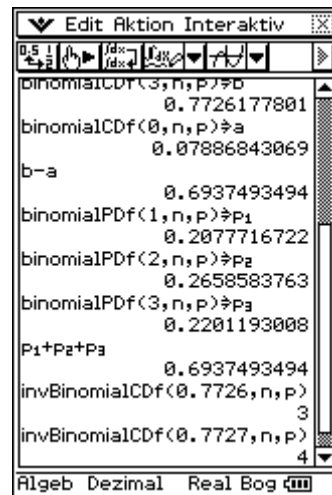 Edit Aktion Interaktiv
binomialCDf(3,n,p)⇒b
0.7726177801
binomialCDf(0,n,p)⇒a
0.07886843069
b-a
0.6937493494
binomialPDf(1,n,p)⇒p₁
0.2077716722
binomialPDf(2,n,p)⇒p₂
0.2658583763
binomialPDf(3,n,p)⇒p₃
0.2201193008
p₁+p₂+p₃
0.6937493494
invBinomialCDf(0.7726,n,p)
3
invBinomialCDf(0.7727,n,p)
4
Algeb Dezimal Real Bog